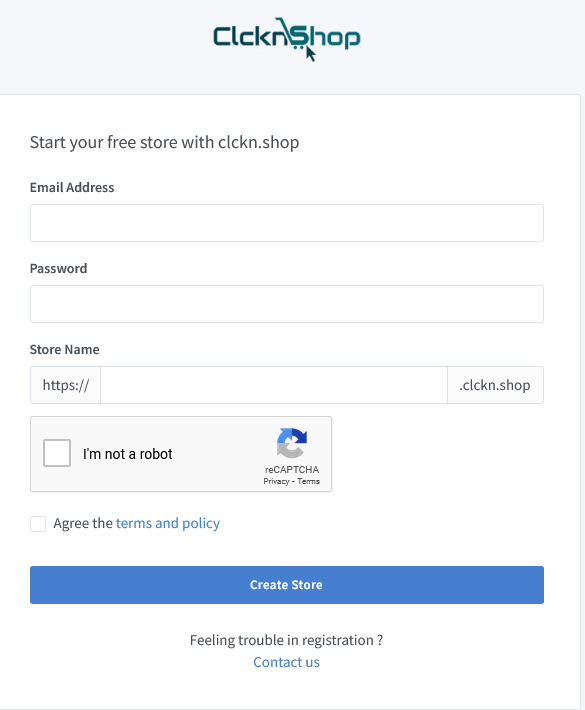 ClcknShop
Start your free store with clckn.shop
Email Address
Password
Store Name
https:// .clckn.shop
I'm not a robot
reCAPTCHA
Privacy - Terms
Agree the terms and policy
Create Store
Feeling trouble in registration ?
Contact us